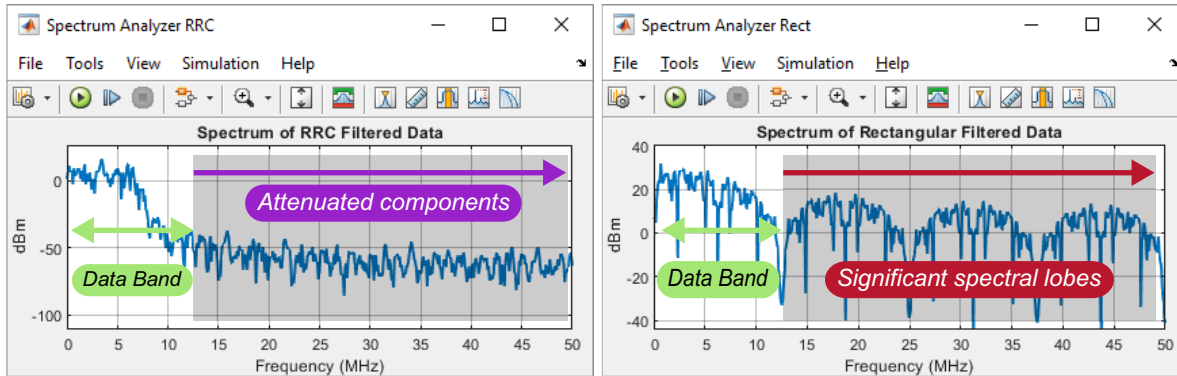 Spectrum Analyzer RRC
File Tools View Simulation Help
Spectrum of RRC Filtered Data
0
-50
-100
dBm
Attenuated components
Data Band
0 5 10 15 20 25 30 35 40 45 50
Frequency (MHz)
Spectrum Analyzer Rect
File Tools View Simulation Help
Spectrum of Rectangular Filtered Data
40
20
0
-20
-40
dBm
Data Band
Significant spectral lobes
0 5 10 15 20 25 30 35 40 45 50
Frequency (MHz)